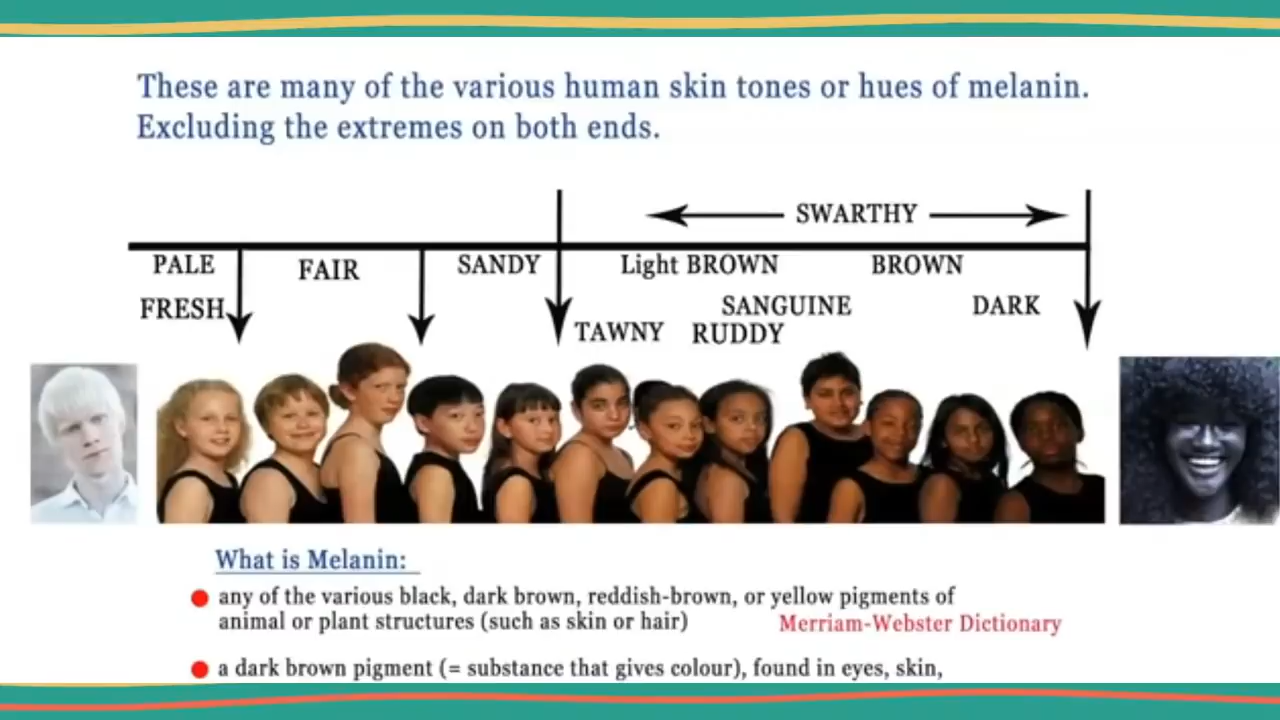 These are many of the various human skin tones or hues of melanin.
Excluding the extremes on both ends.
SWARTHY
PALE
FAIR
SANDY
Light BROWN
BROWN
FRESH
SANGUINE
DARK
TAWNY
RUDDY
What is Melanin:
any of the various black, dark brown, reddish-brown, or yellow pigments of
animal or plant structures (such as skin or hair)
Merriam-Webster Dictionary
a dark brown pigment (= substance that gives colour), found in eyes, skin,